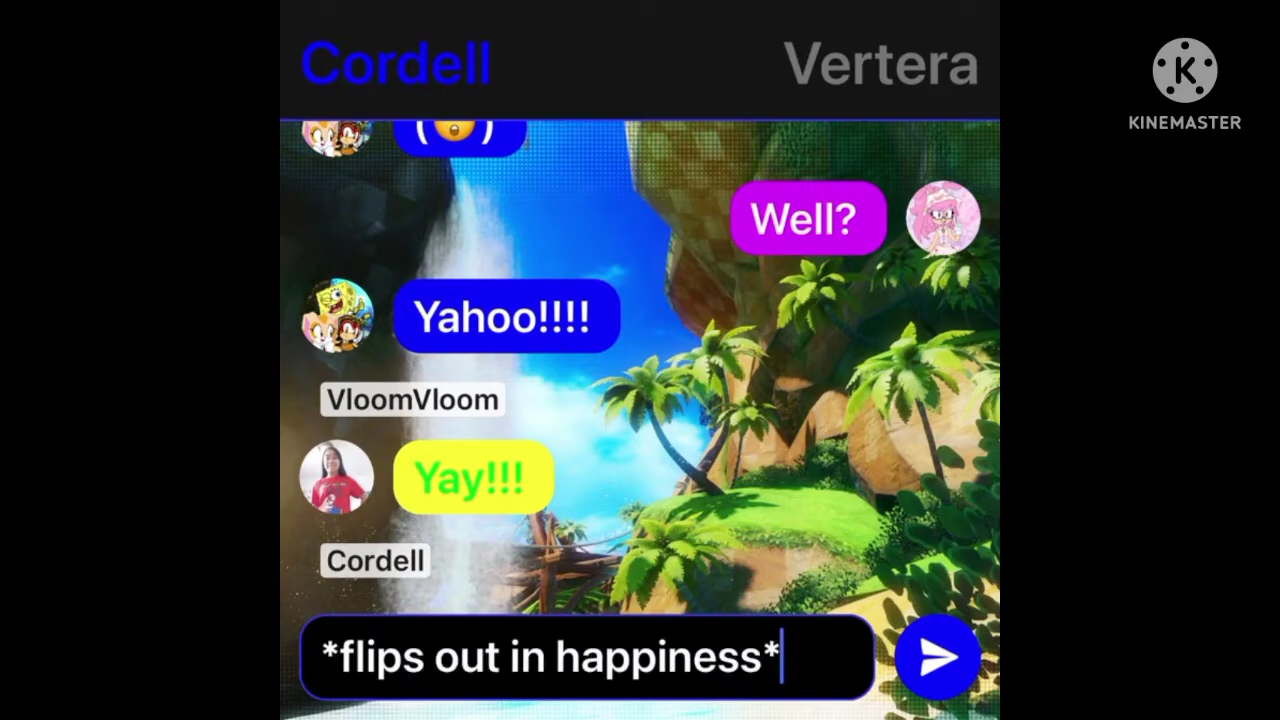 Cordell
Vertera
KINEMASTER
( )
Well?
Yahoo!!!!
VloomVloom
Yay!!!
Cordell
*flips out in happiness*